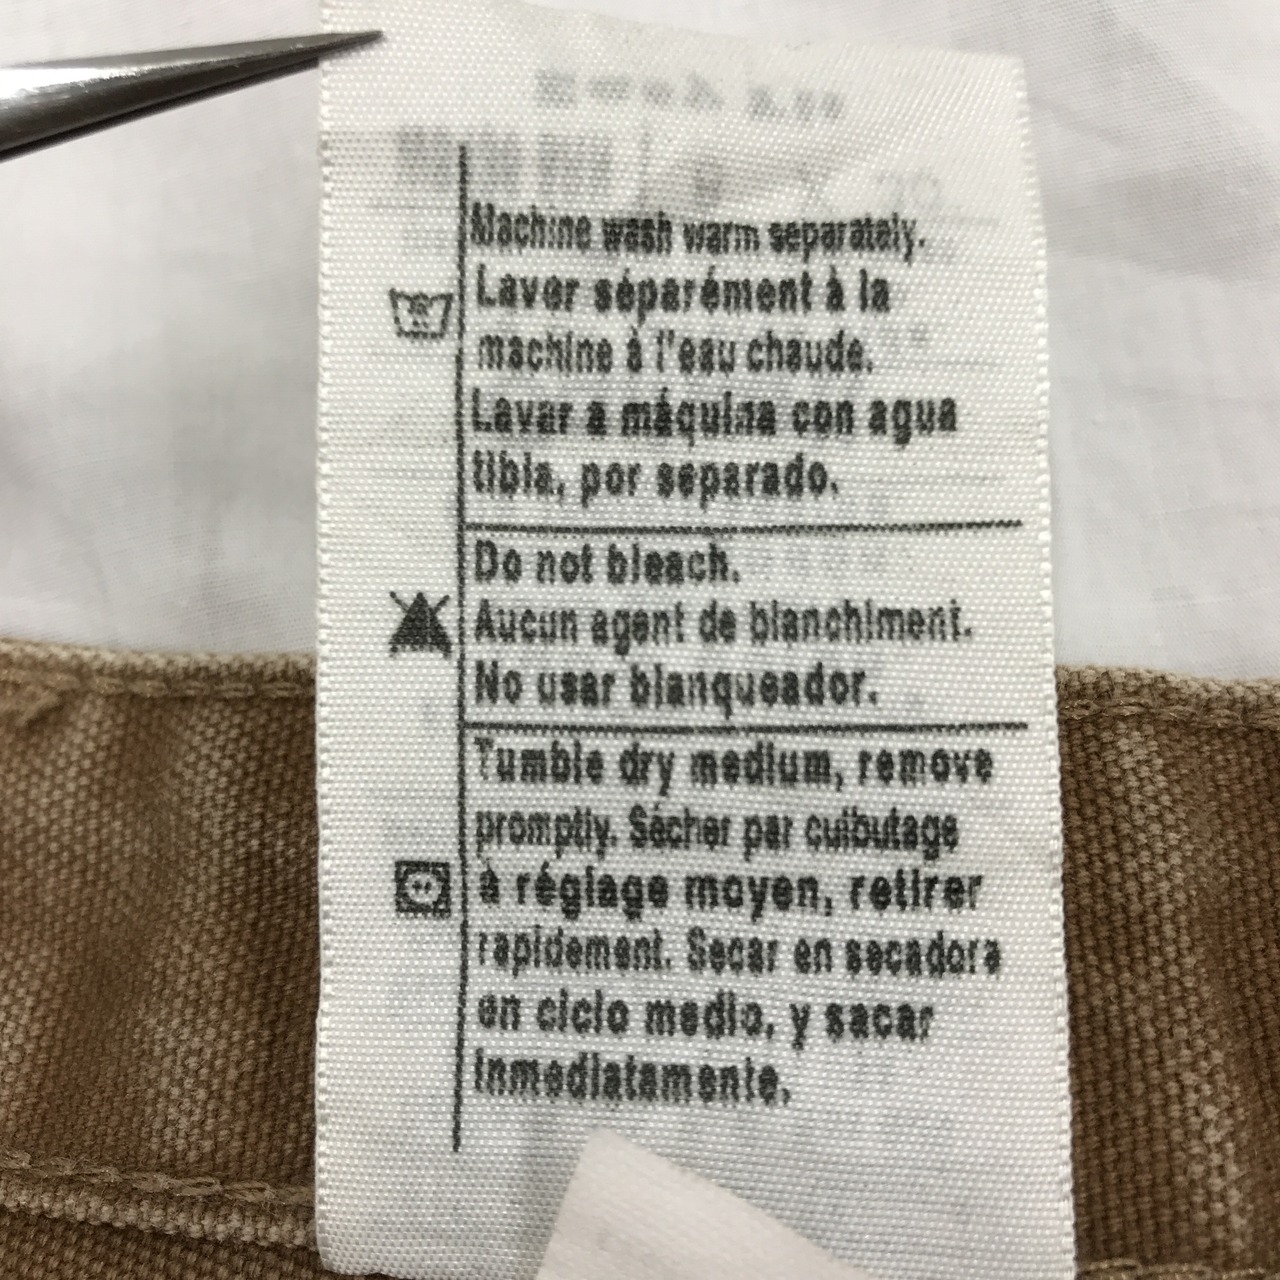 Machine wash warm separately.
Laver séparément à la
machine à l'eau chaude.
Lavar a máquina con agua
tibia, por separado.
Do not bleach.
Aucun agent de blanchiment.
No usar blanqueador.
Tumble dry medium, remove
promptly. Sécher par culbutage
à réglage moyen, retirer
rapidement. Secar en secadora
en ciclo medio, y sacar
inmediatamente.